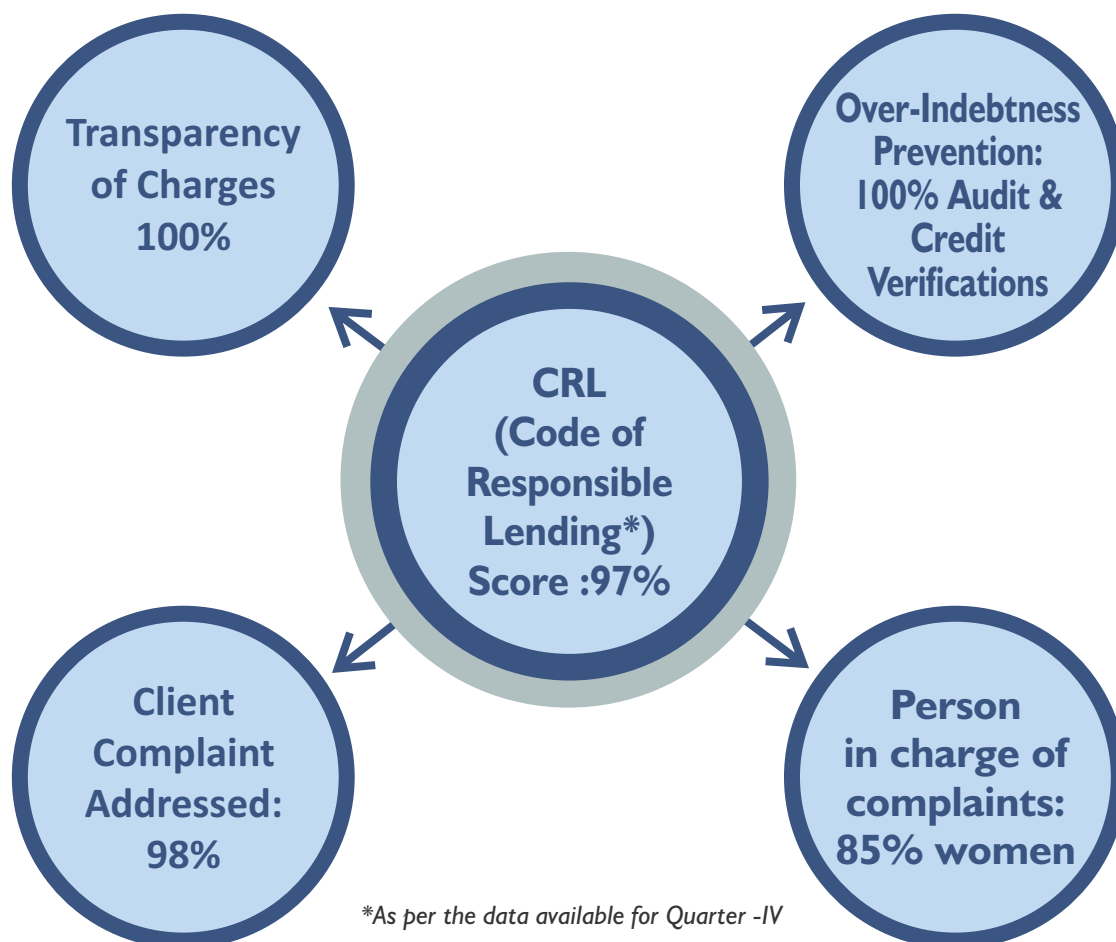 Transparency
of Charges
100%
Over-Indebtness
Prevention:
100% Audit &
Credit
Verifications
CRL
(Code of
Responsible
Lending*)
Score :97%
Client
Complaint
Addressed:
98%
Person
in charge of
complaints:
85% women
*As per the data available for Quarter -IV